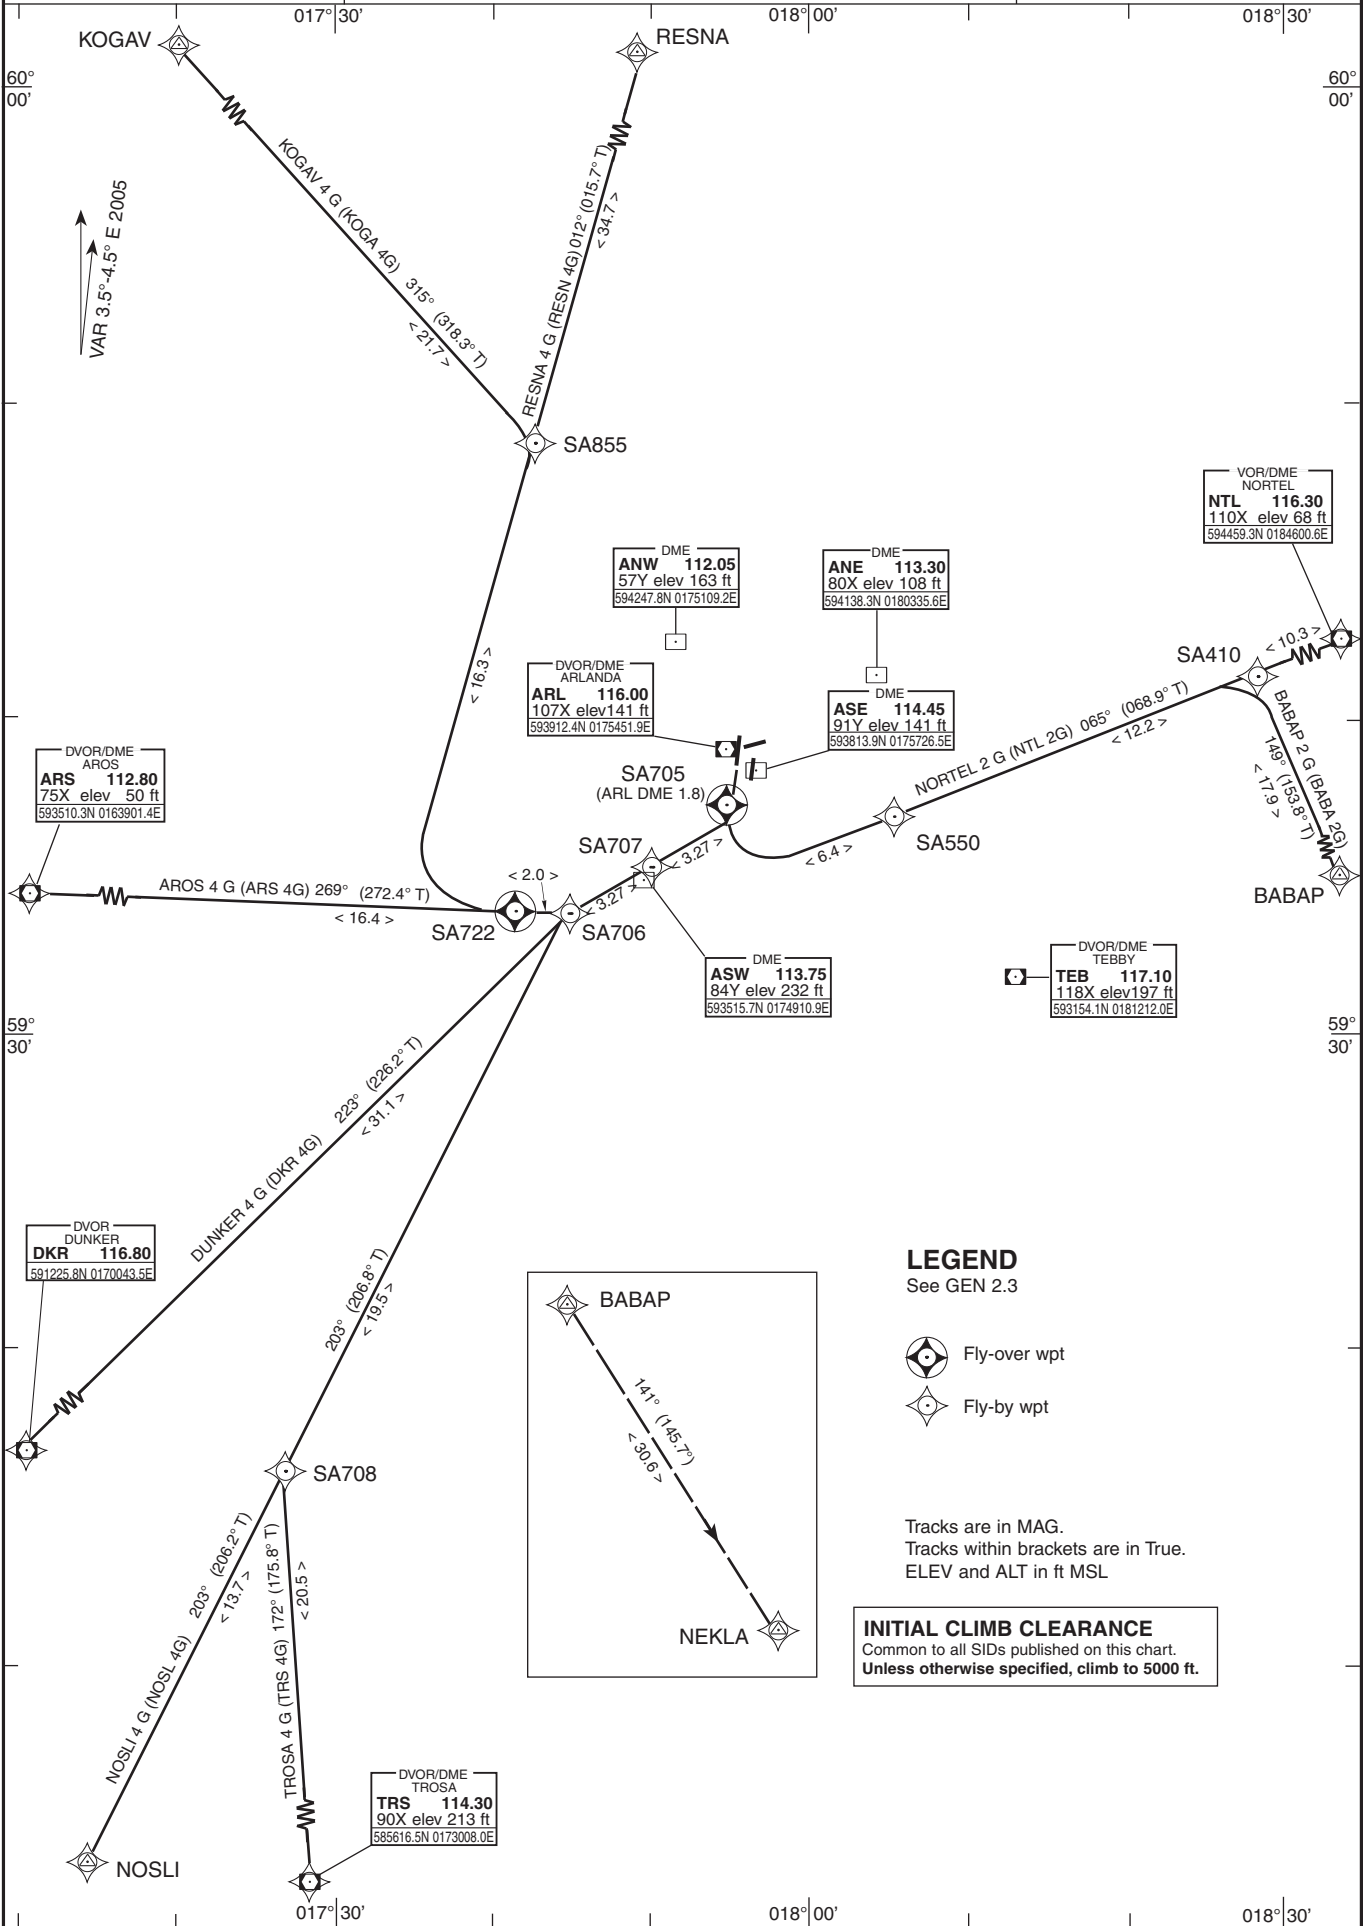 017°30'
018°00'
018°30'
KOGAV
RESNA
60°
00'
60°
00'
VAR 3.5°-4.5° E 2005
KOGAV 4 G (KOGA 4G) 315° (318.3° T)
< 21.7 >
RESNA 4 G (RESN 4G) 012° (015.7° T)
< 34.7 >
SA855
VOR/DME
NORTEL
NTL 116.30
110X elev 68 ft
594459.3N 0184600.6E
DME
ANW 112.05
57Y elev 163 ft
594247.8N 0175109.2E
DME
ANE 113.30
80X elev 108 ft
594138.3N 0180335.6E
< 16.3 >
DVOR/DME
ARLANDA
ARL 116.00
107X elev141 ft
593912.4N 0175451.9E
DME
ASE 114.45
91Y elev 141 ft
593813.9N 0175726.5E
SA410
< 10.3 >
NORTEL 2 G (NTL 2G) 065° (068.9° T)
< 12.2 >
BABAP 2 G (BABA 2G)
149° (153.8° T)
< 17.9 >
DVOR/DME
AROS
ARS 112.80
75X elev 50 ft
593510.3N 0163901.4E
SA705
(ARL DME 1.8)
SA707
< 3.27 >
< 6.4 >
SA550
BABAP
AROS 4 G (ARS 4G) 269° (272.4° T)
< 16.4 >
< 2.0 >
< 3.27 >
SA722
SA706
DME
ASW 113.75
84Y elev 232 ft
593515.7N 0174910.9E
DVOR/DME
TEBBY
TEB 117.10
118X elev197 ft
593154.1N 0181212.0E
59°
30'
59°
30'
DUNKER 4 G (DKR 4G) 223° (226.2° T)
< 31.1 >
DVOR
DUNKER
DKR 116.80
591225.8N 0170043.5E
203° (206.8° T)
< 19.5 >
BABAP
141° (145.7°)
< 30.6 >
NEKLA
LEGEND
See GEN 2.3
Fly-over wpt
Fly-by wpt
SA708
NOSLI 4 G (NOSL 4G) 203° (206.2° T)
< 13.7 >
TROSA 4 G (TRS 4G) 172° (175.8° T)
< 20.5 >
Tracks are in MAG.
Tracks within brackets are in True.
ELEV and ALT in ft MSL
INITIAL CLIMB CLEARANCE
Common to all SIDs published on this chart.
Unless otherwise specified, climb to 5000 ft.
DVOR/DME
TROSA
TRS 114.30
90X elev 213 ft
585616.5N 0173008.0E
NOSLI
017°30'
018°00'
018°30'